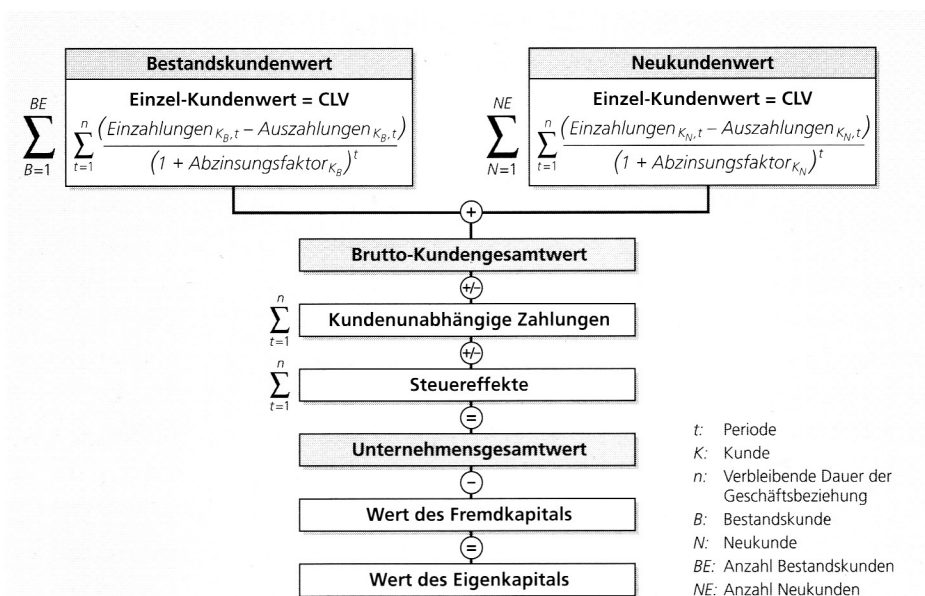 Bestandskundenwert
Einzel-Kundenwert = CLV
BE
∑
B=1
n
∑
t=1
(Einzahlungen K_B, t – Auszahlungen K_B, t)
(1 + Abzinsungsfaktor K_B)^t
Neukundenwert
Einzel-Kundenwert = CLV
NE
∑
N=1
n
∑
t=1
(Einzahlungen K_N, t – Auszahlungen K_N, t)
(1 + Abzinsungsfaktor K_N)^t
+
Brutto-Kundengesamtwert
+/–
n
∑
t=1
Kundenunabhängige Zahlungen
+/–
n
∑
t=1
Steuereffekte
=
Unternehmensgesamtwert
–
Wert des Fremdkapitals
=
Wert des Eigenkapitals
t: Periode
K: Kunde
n: Verbleibende Dauer der
Geschäftsbeziehung
B: Bestandskunde
N: Neukunde
BE: Anzahl Bestandskunden
NE: Anzahl Neukunden